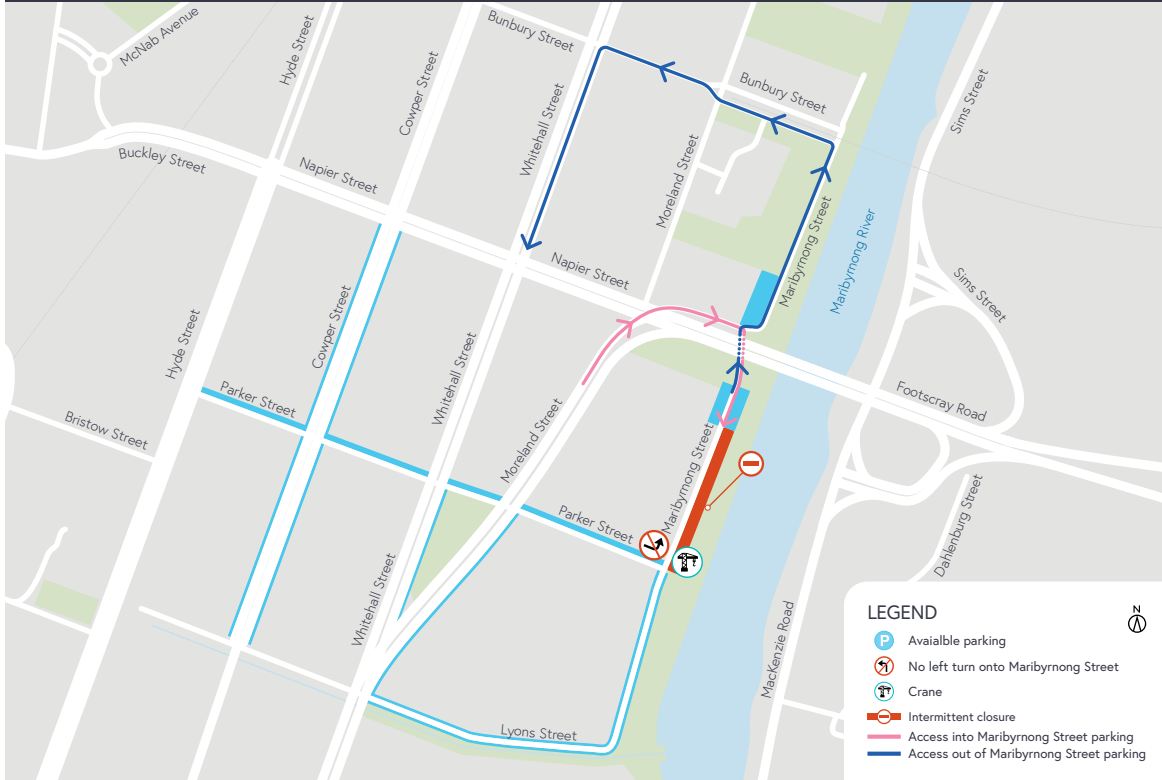 McNab Avenue
Hyde Street
Cowper Street
Bunbury Street
Whitehall Street
Bunbury Street
Sims Street
Buckley Street
Napier Street
Moreland Street
Maribyrnong Street
Maribyrnong River
Napier Street
Sims Street
Hyde Street
Cowper Street
Whitehall Street
Parker Street
Bristow Street
Moreland Street
Maribyrnong Street
Footscray Road
Parker Street
Dahlenburg Street
Whitehall Street
MacKenzie Road
Lyons Street
LEGEND
N
P Avaialble parking
No left turn onto Maribyrnong Street
Crane
Intermittent closure
Access into Maribyrnong Street parking
Access out of Maribyrnong Street parking